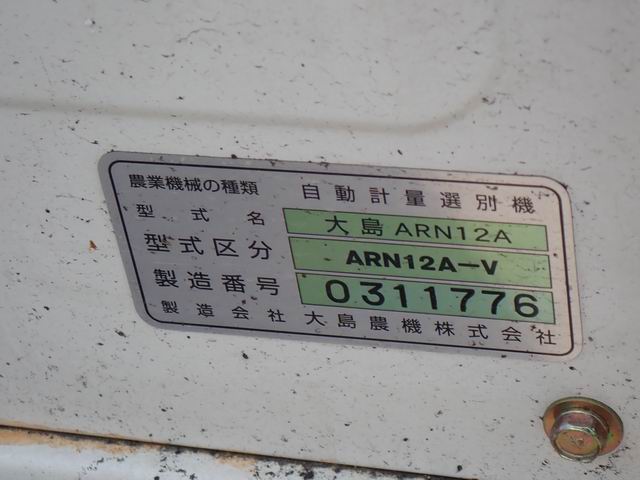 農業機械の種類 自動計量選別機
型式名 大島 ARN12A
型式区分 ARN12A-V
製造番号 0311776
製造会社 大島農機株式会社